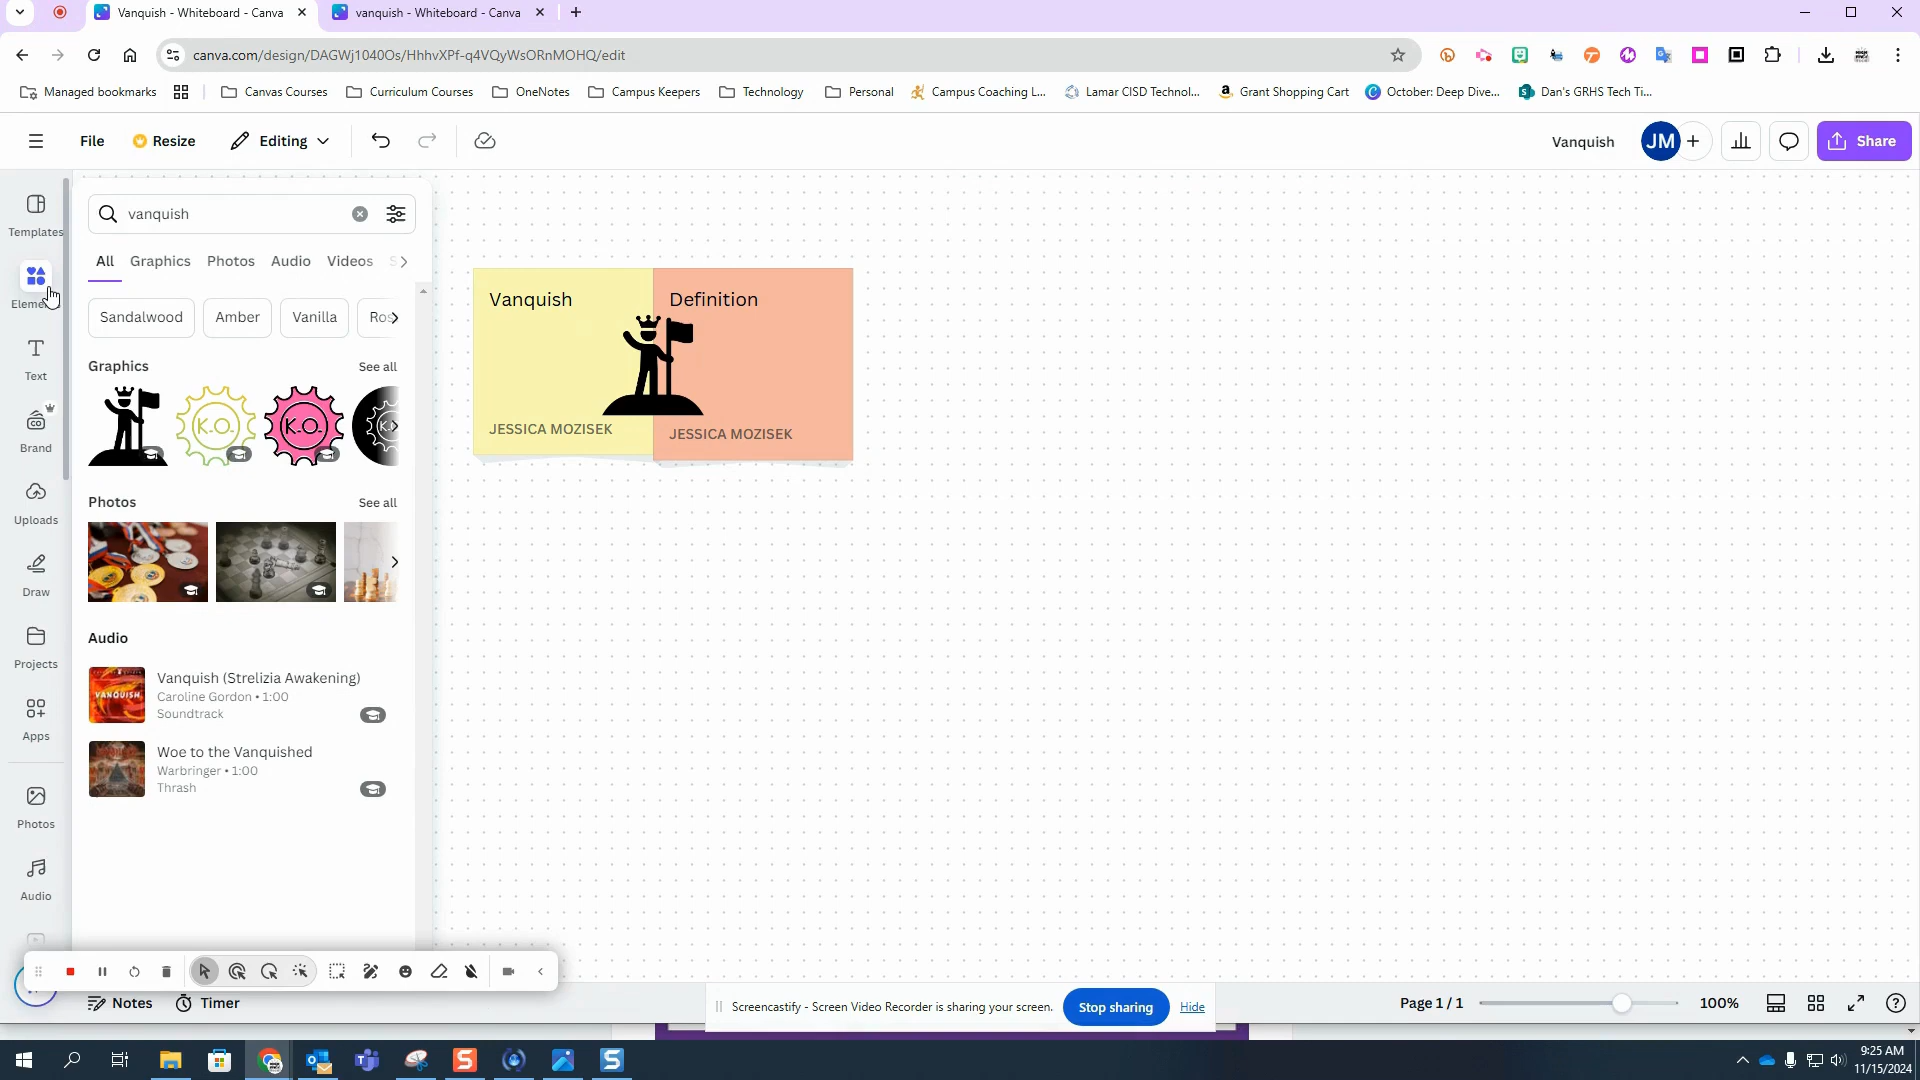 Vanquish - Whiteboard - Canva
vanquish - Whiteboard - Canva
canva.com/design/DAGWj1040Os/HhhvXPf-q4VQyWsORnMOHQ/edit
Managed bookmarks
Canvas Courses
Curriculum Courses
OneNotes
Campus Keepers
Technology
Personal
Campus Coaching L...
Lamar CISD Technol...
Grant Shopping Cart
October: Deep Dive...
Dan's GRHS Tech Ti...
File
Resize
Editing
Vanquish
JM
Share
Templates
Elemen
Text
Brand
Uploads
Draw
Projects
Apps
Photos
Audio
vanquish
All
Graphics
Photos
Audio
Videos
Sandalwood
Amber
Vanilla
Ros
Graphics
See all
K.O.
K.O.
Photos
See all
Audio
VANQUISH
Vanquish (Strelizia Awakening)
Caroline Gordon • 1:00
Soundtrack
Woe to the Vanquished
Warbringer • 1:00
Thrash
Vanquish
JESSICA MOZISEK
Definition
JESSICA MOZISEK
Notes
Timer
Screencastify - Screen Video Recorder is sharing your screen.
Stop sharing
Hide
Page 1 / 1
100%
9:25 AM
11/15/2024